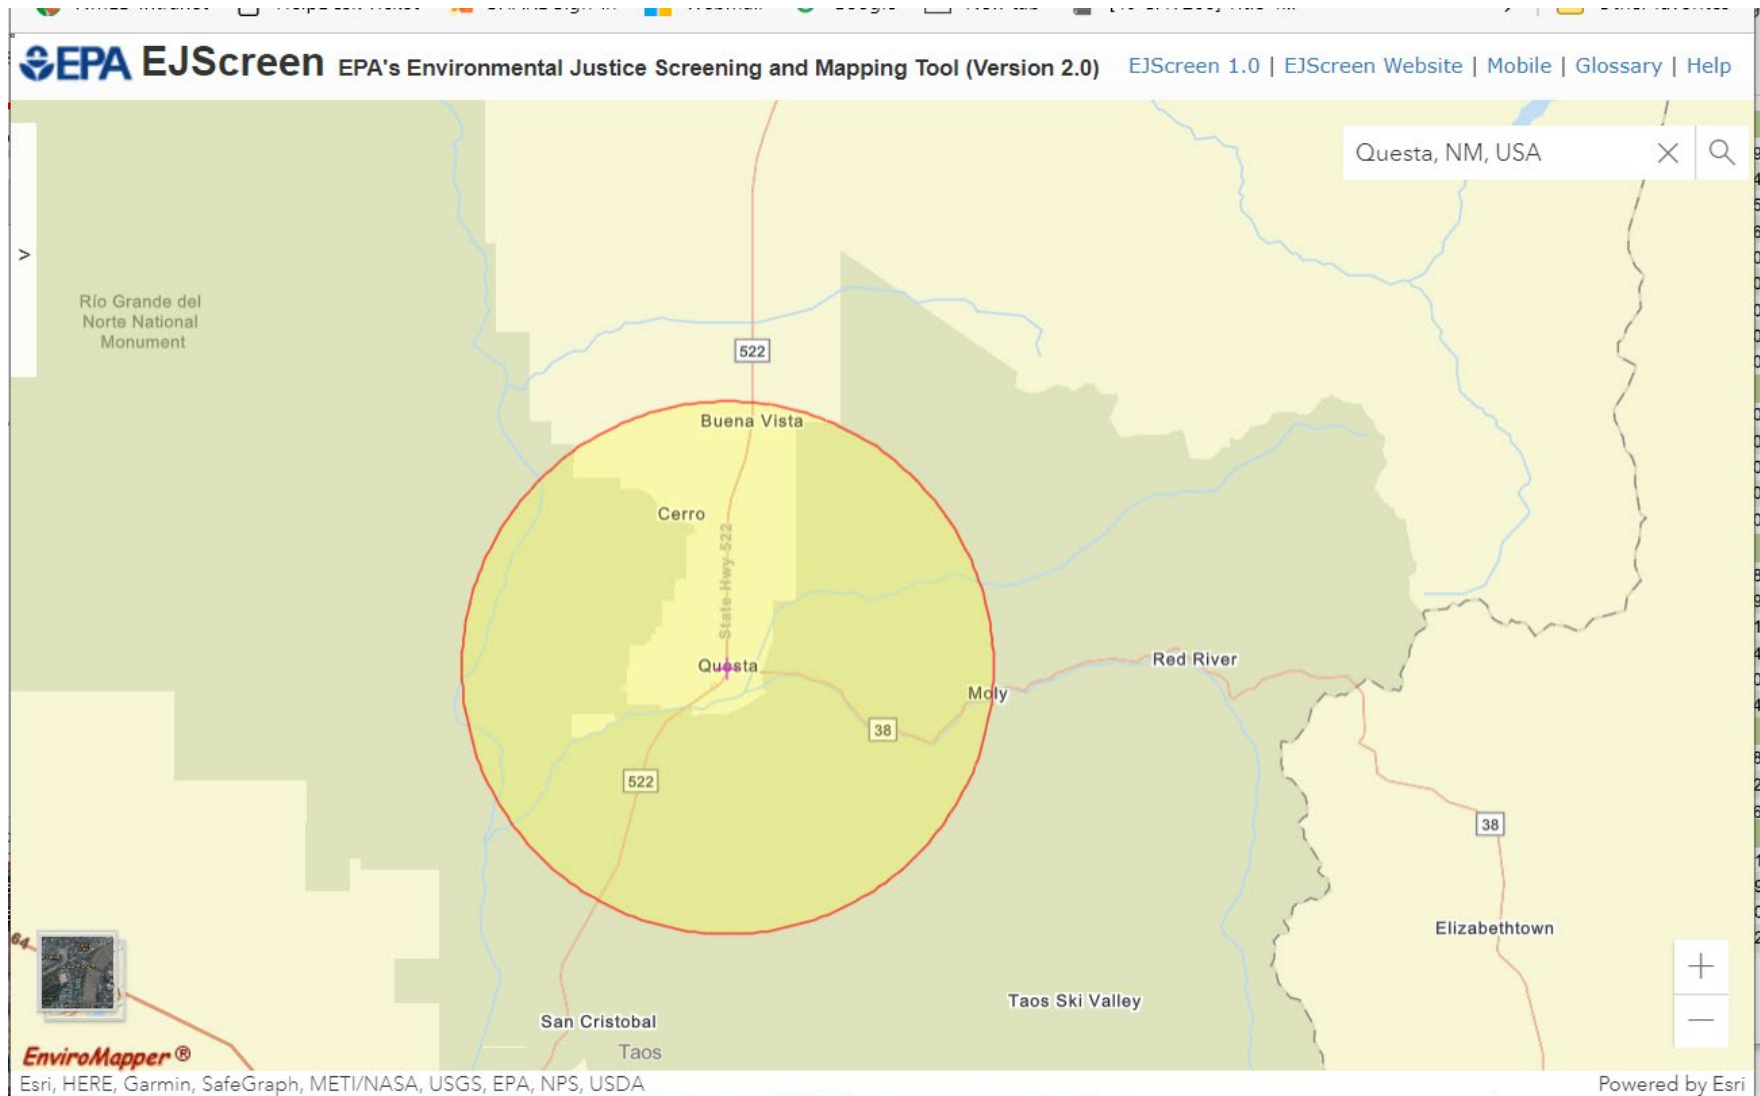 EPA EJScreen EPA's Environmental Justice Screening and Mapping Tool (Version 2.0) EJScreen 1.0 | EJScreen Website | Mobile | Glossary | Help
Questa, NM, USA
>
Río Grande del
Norte National
Monument
522
Buena Vista
Cerro
State Hwy 522
Questa
Red River
Moly
38
522
38
Elizabethtown
64
Taos Ski Valley
San Cristobal
Taos
EnviroMapper ®
Esri, HERE, Garmin, SafeGraph, METI/NASA, USGS, EPA, NPS, USDA
Powered by Esri